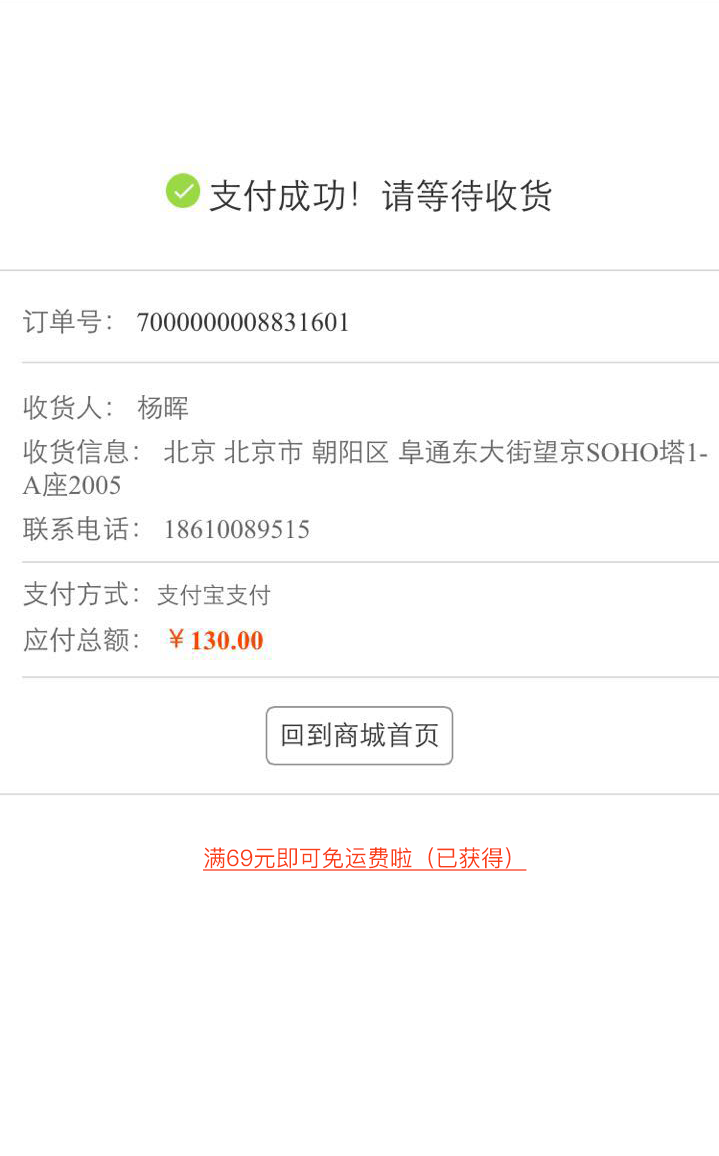 支付成功！请等待收货
订单号： 7000000008831601
收货人： 杨晖
收货信息： 北京 北京市 朝阳区 阜通东大街望京SOHO塔1-
A座2005
联系电话： 18610089515
支付方式：支付宝支付
应付总额： ￥130.00
回到商城首页
满69元即可免运费啦（已获得）